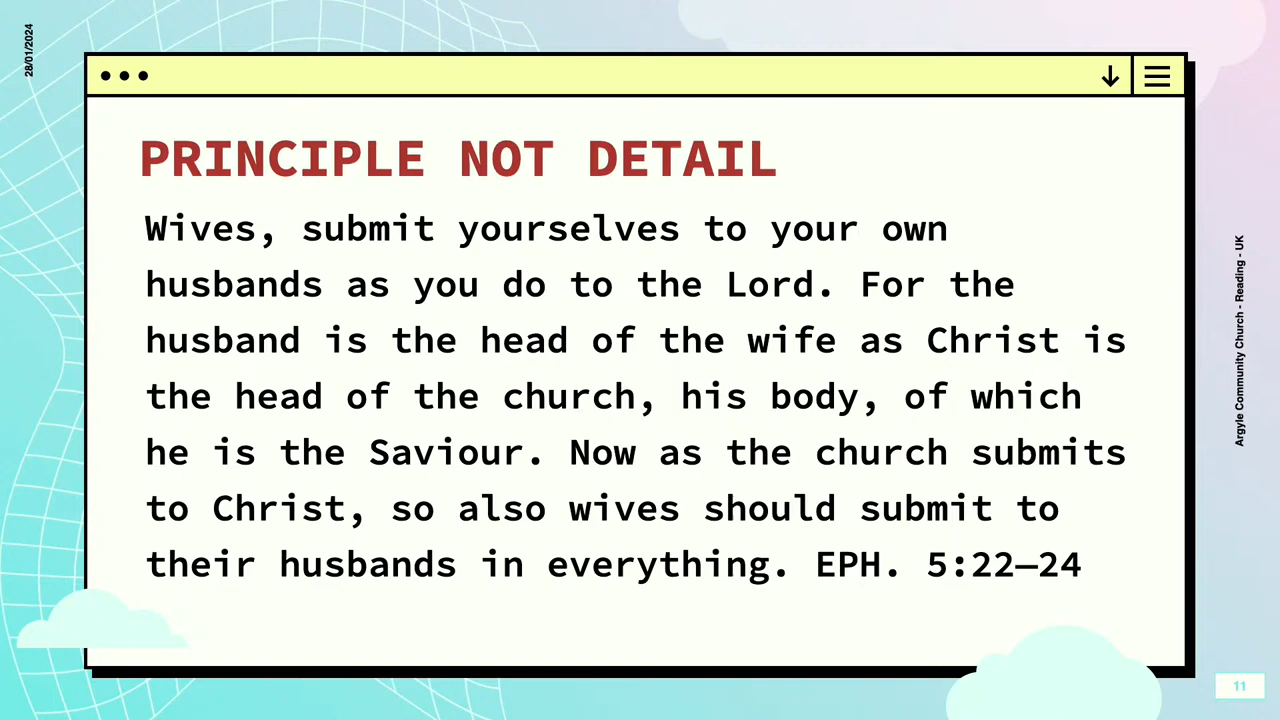 28/01/2024
PRINCIPLE NOT DETAIL
Wives, submit yourselves to your own
husbands as you do to the Lord. For the
husband is the head of the wife as Christ is
the head of the church, his body, of which
he is the Saviour. Now as the church submits
to Christ, so also wives should submit to
their husbands in everything. EPH. 5:22–24
Argyle Community Church - Reading - UK
11